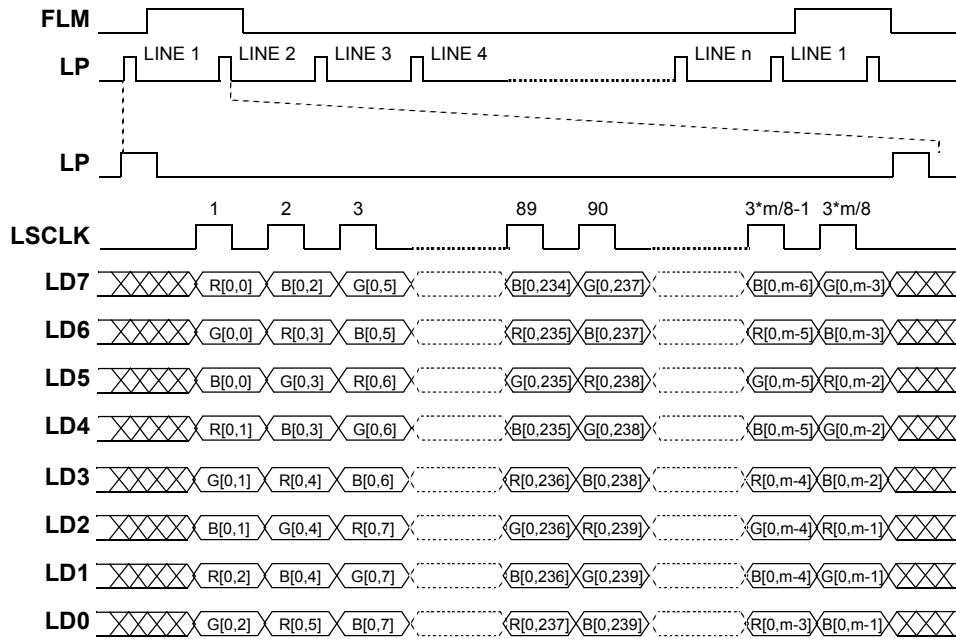 FLM
LP LINE 1 LINE 2 LINE 3 LINE 4 LINE n LINE 1
LP
1 2 3 89 90 3*m/8-1 3*m/8
LSCLK
LD7 R[0,0] B[0,2] G[0,5] B[0,234] G[0,237] B[0,m-6] G[0,m-3]
LD6 G[0,0] R[0,3] B[0,5] R[0,235] B[0,237] R[0,m-5] B[0,m-3]
LD5 B[0,0] G[0,3] R[0,6] G[0,235] R[0,238] G[0,m-5] R[0,m-2]
LD4 R[0,1] B[0,3] G[0,6] B[0,235] G[0,238] B[0,m-5] G[0,m-2]
LD3 G[0,1] R[0,4] B[0,6] R[0,236] B[0,238] R[0,m-4] B[0,m-2]
LD2 B[0,1] G[0,4] R[0,7] G[0,236] R[0,239] G[0,m-4] R[0,m-1]
LD1 R[0,2] B[0,4] G[0,7] B[0,236] G[0,239] B[0,m-4] G[0,m-1]
LD0 G[0,2] R[0,5] B[0,7] R[0,237] B[0,239] R[0,m-3] B[0,m-1]